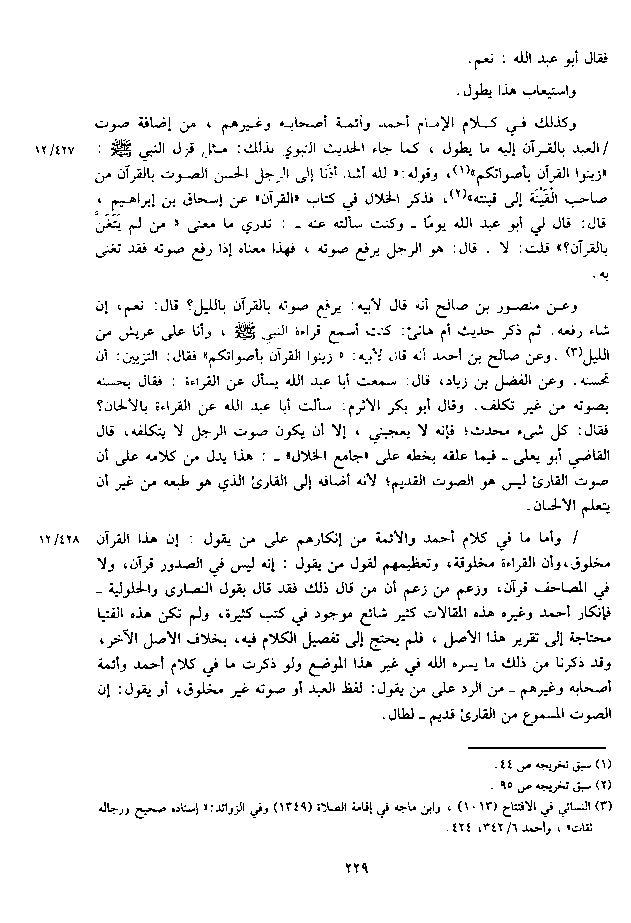 فقال أبو عبد الله : نعم.
واستيعاب هذا يطول.
وكذلك في كلام الإمام أحمد وأئمة أصحابه وغيرهم ، من إضافة صوت
١٢/٤٢٧ / العبد بالقرآن إليه ما يطول ، كما جاء الحديث النبوي بذلك: مثل قول النبي ﷺ :
«زينوا القرآن بأصواتكم»(١)، وقوله: «لله أشد أذنًا إلى الرجل الحسن الصوت بالقرآن من
صاحب القَيْنَة إلى قينته»(٢)، فذكر الخلال في كتاب «القرآن» عن إسحاق بن إبراهيم ،
قال: قال لي أبو عبد الله يومًا ـ وكنت سألته عنه ـ : تدري ما معنى « من لم يَتَغَنَّ
بالقرآن؟» قلت: لا . قال: هو الرجل يرفع صوته ، فهذا معناه إذا رفع صوته فقد تغنى
به.
وعن منصور بن صالح أنه قال لأبيه: يرفع صوته بالقرآن بالليل؟ قال: نعم، إن
شاء رفعه. ثم ذكر حديث أم هانئ: كنت أسمع قراءة النبي ﷺ ، وأنا على عريش من
الليل(٣). وعن صالح بن أحمد أنه قال لأبيه: « زينوا القرآن بأصواتكم» فقال: التزيين: أن
تحسنه. وعن الفضل بن زياد، قال: سمعت أبا عبد الله يسأل عن القراءة : فقال بحسنه
بصوته من غير تكلف. وقال أبو بكر الأثرم: سألت أبا عبد الله عن القراءة بالألحان؟
فقال: كل شيء محدث؛ فإنه لا يعجبني ، إلا أن يكون صوت الرجل لا يتكلفه، قال
القاضي أبو يعلى ـ فيما علقه بخطه على «جامع الخلال» ـ : هذا يدل من كلامه على أن
صوت القارئ ليس هو الصوت القديم؛ لأنه أضافه إلى القارئ الذي هو طبعه من غير أن
يتعلم الألحان.
١٢/٤٢٨ / وأما ما في كلام أحمد والأئمة من إنكارهم على من يقول : إن هذا القرآن
مخلوق، وأن القراءة مخلوقة، وتعظيمهم لقول من يقول : إنه ليس في الصدور قرآن، ولا
في المصاحف قرآن، وزعم من زعم أن من قال ذلك فقد قال بقول النصارى والحلولية ـ
فإنكار أحمد وغيره هذه المقالات كثير شائع موجود في كتب كثيرة، ولم تكن هذه الفتيا
محتاجة إلى تقرير هذا الأصل ، فلم يحتج إلى تفصيل الكلام فيه، بخلاف الأصل الآخر،
وقد ذكرنا من ذلك ما يسره الله في غير هذا الموضع ولو ذكرت ما في كلام أحمد وأئمة
أصحابه وغيرهم ـ من الرد على من يقول: لفظ العبد أو صوته غير مخلوق، أو يقول: إن
الصوت المسموع من القارئ قديم ـ لطال.
(١) سبق تخريجه ص ٤٤ .
(٢) سبق تخريجه ص ٩٥ .
(٣) النسائي في الافتتاح (١٠١٣) ، وابن ماجه في إقامة الصلاة (١٣٤٩) وفي الزوائد: « إسناده صحيح ورجاله
ثقات» ، وأحمد ٦/ ٣٤٢، ٤٢٤ .
٢٢٩